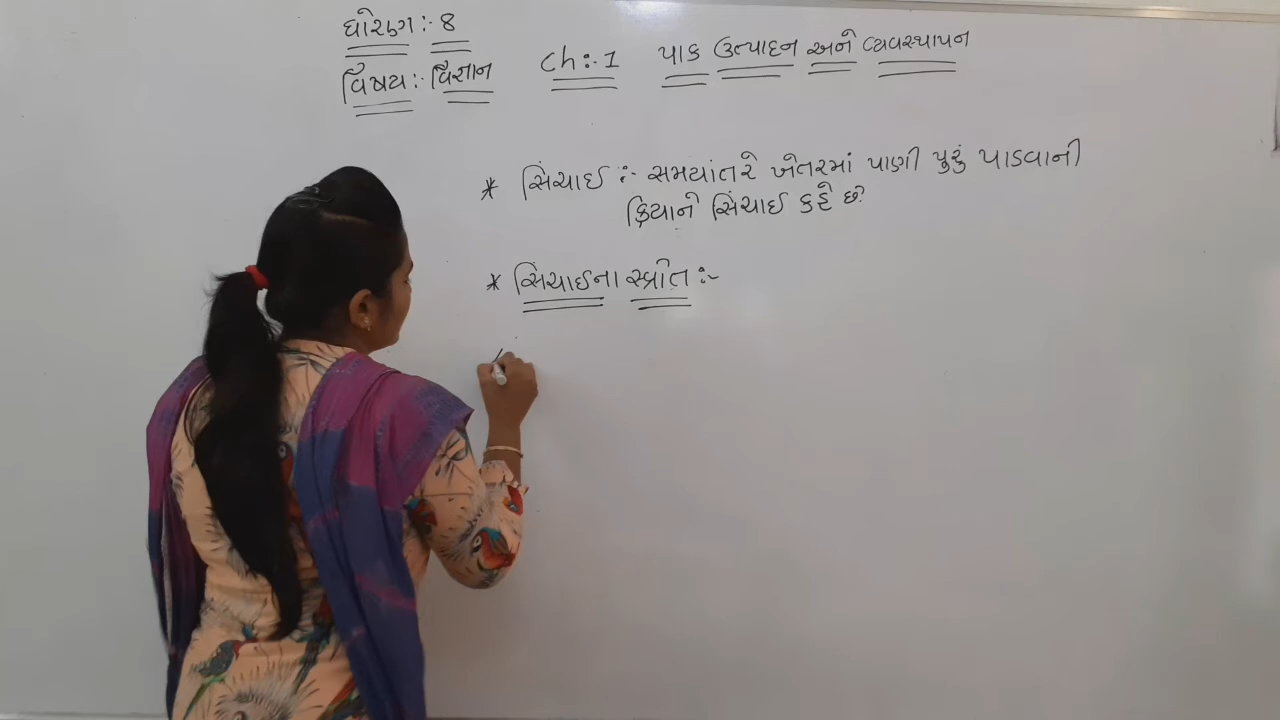 ધોરણ:- 8
વિષય:- વિજ્ઞાન
Ch:- 1 પાક ઉત્પાદન અને વ્યવસ્થાપન
* સિંચાઈ :- સમયાંતરે ખેતરમાં પાણી પુરું પાડવાની
ક્રિયાને સિંચાઈ કહે છે.
* સિંચાઈના સ્ત્રોત :-